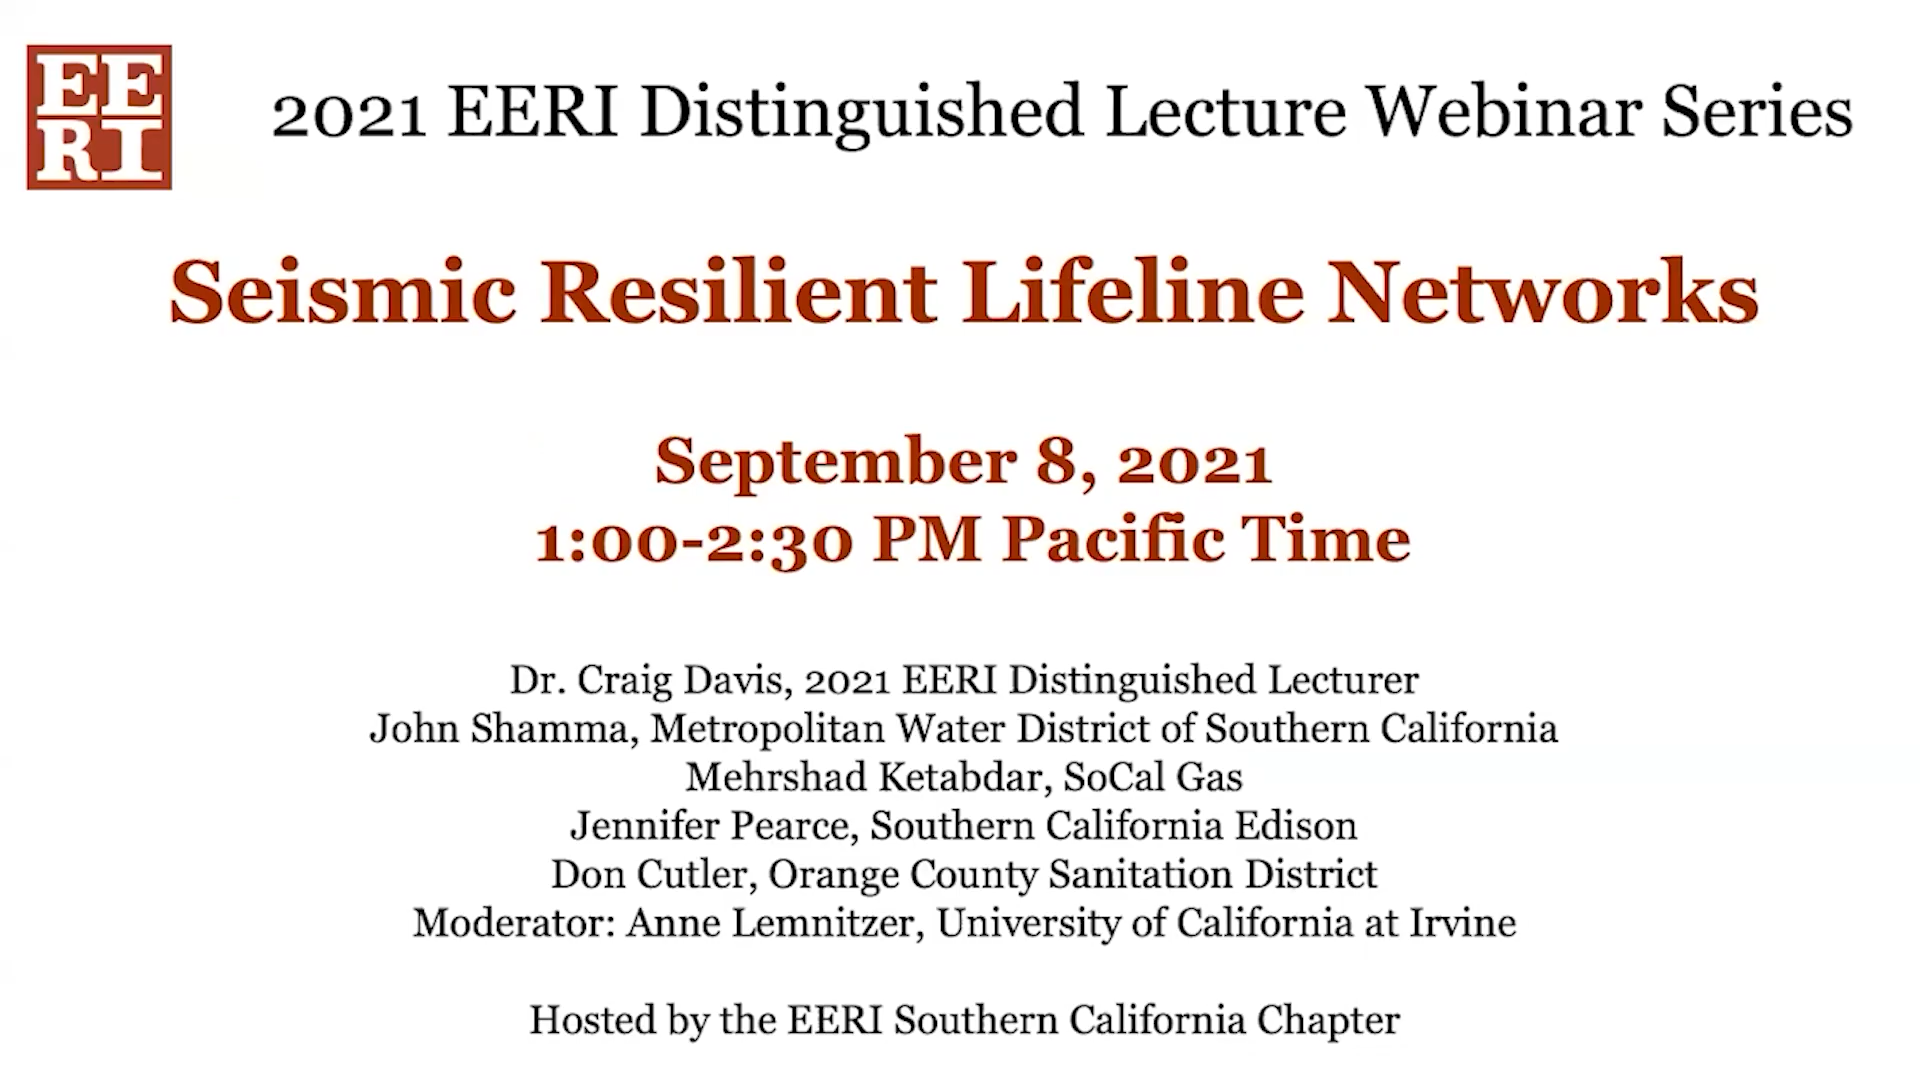 EE
RI
2021 EERI Distinguished Lecture Webinar Series
Seismic Resilient Lifeline Networks
September 8, 2021
1:00-2:30 PM Pacific Time
Dr. Craig Davis, 2021 EERI Distinguished Lecturer
John Shamma, Metropolitan Water District of Southern California
Mehrshad Ketabdar, SoCal Gas
Jennifer Pearce, Southern California Edison
Don Cutler, Orange County Sanitation District
Moderator: Anne Lemnitzer, University of California at Irvine
Hosted by the EERI Southern California Chapter